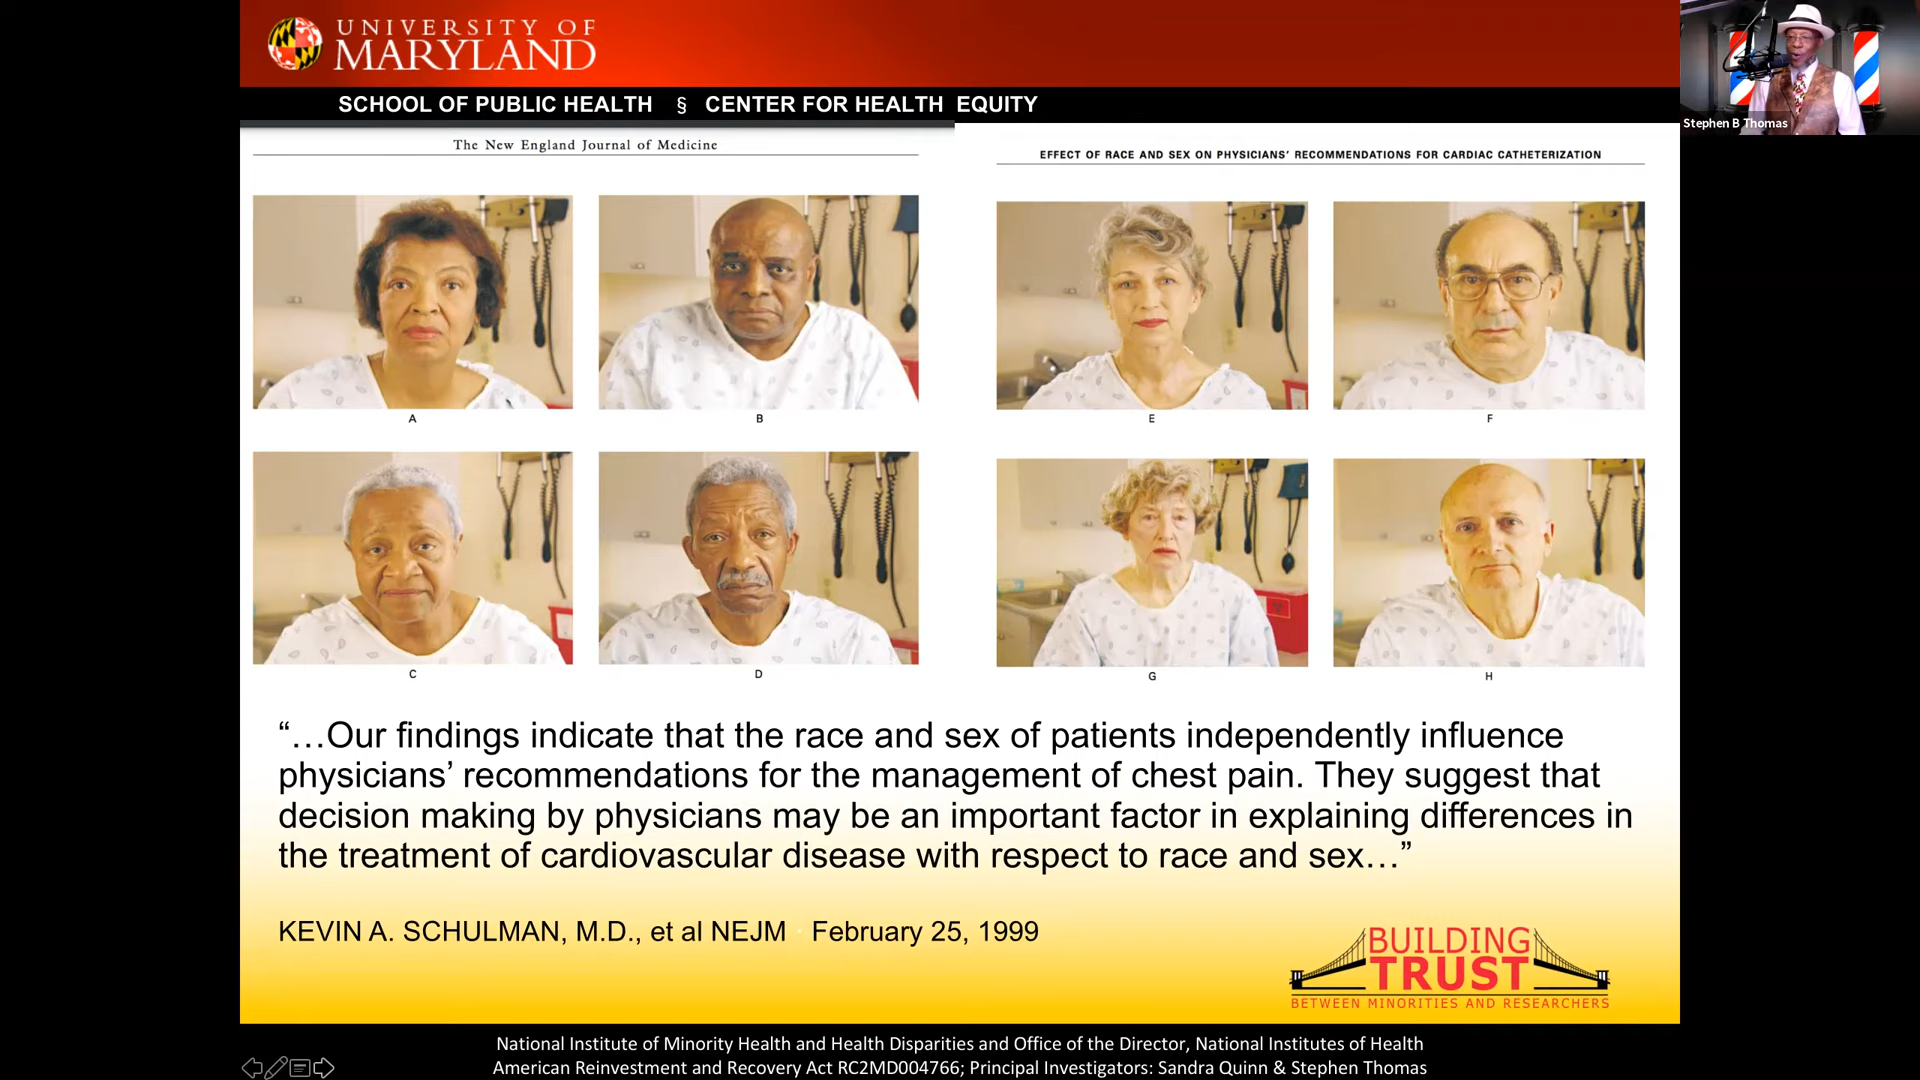 UNIVERSITY OF
MARYLAND
SCHOOL OF PUBLIC HEALTH § CENTER FOR HEALTH EQUITY
Stephen B Thomas
The New England Journal of Medicine
EFFECT OF RACE AND SEX ON PHYSICIANS' RECOMMENDATIONS FOR CARDIAC CATHETERIZATION
A
B
E
F
C
D
G
H
“…Our findings indicate that the race and sex of patients independently influence
physicians’ recommendations for the management of chest pain. They suggest that
decision making by physicians may be an important factor in explaining differences in
the treatment of cardiovascular disease with respect to race and sex…”
KEVIN A. SCHULMAN, M.D., et al NEJM · February 25, 1999
BUILDING
TRUST
BETWEEN MINORITIES AND RESEARCHERS
National Institute of Minority Health and Health Disparities and Office of the Director, National Institutes of Health
American Reinvestment and Recovery Act RC2MD004766; Principal Investigators: Sandra Quinn & Stephen Thomas